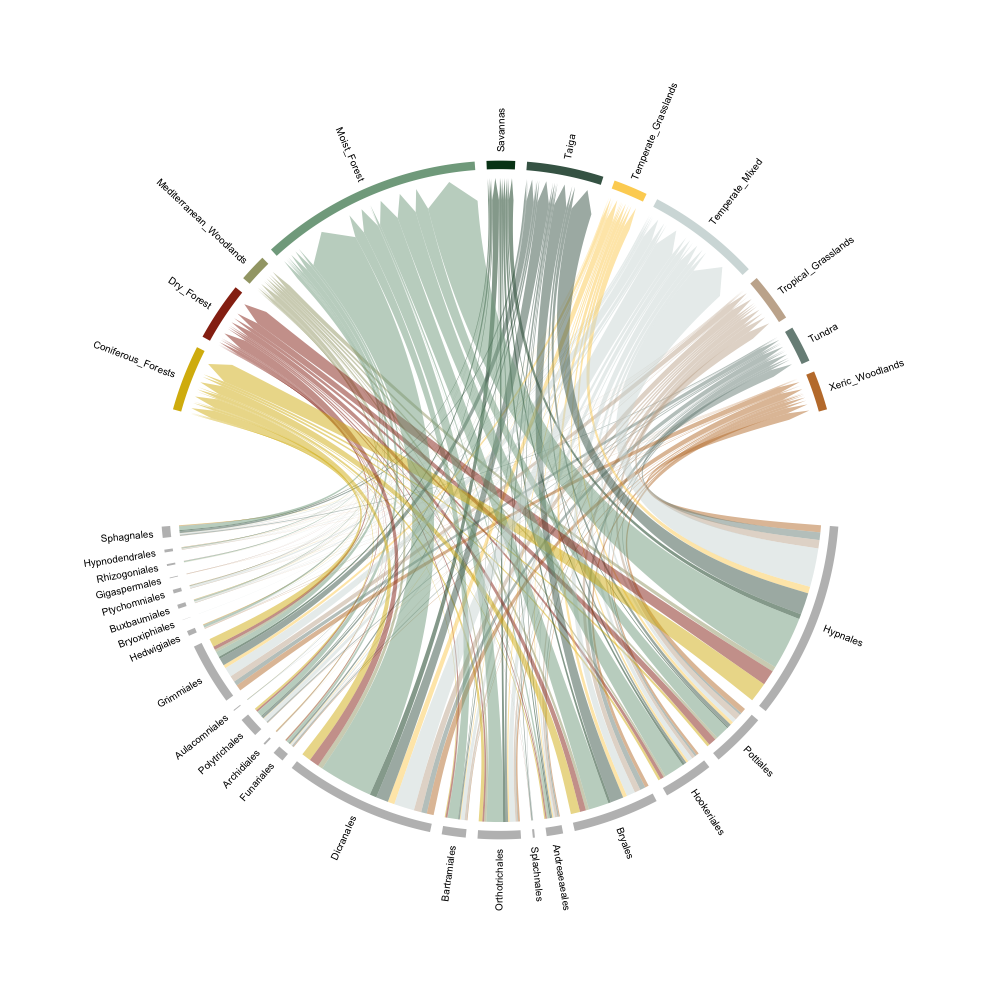 Coniferous_Forests
Dry_Forest
Mediterranean_Woodlands
Moist_Forest
Savannas
Taiga
Temperate_Grasslands
Temperate_Mixed
Tropical_Grasslands
Tundra
Xeric_Woodlands
Hypnales
Pottiales
Hookeriales
Bryales
Andreaeaeales
Splachnales
Orthotrichales
Bartramiales
Dicranales
Funariales
Archidiales
Polytrichales
Aulacomniales
Grimmiales
Hedwigiales
Bryoxiphiales
Buxbaumiales
Ptychomniales
Gigaspermales
Rhizogoniales
Hypnodendrales
Sphagnales